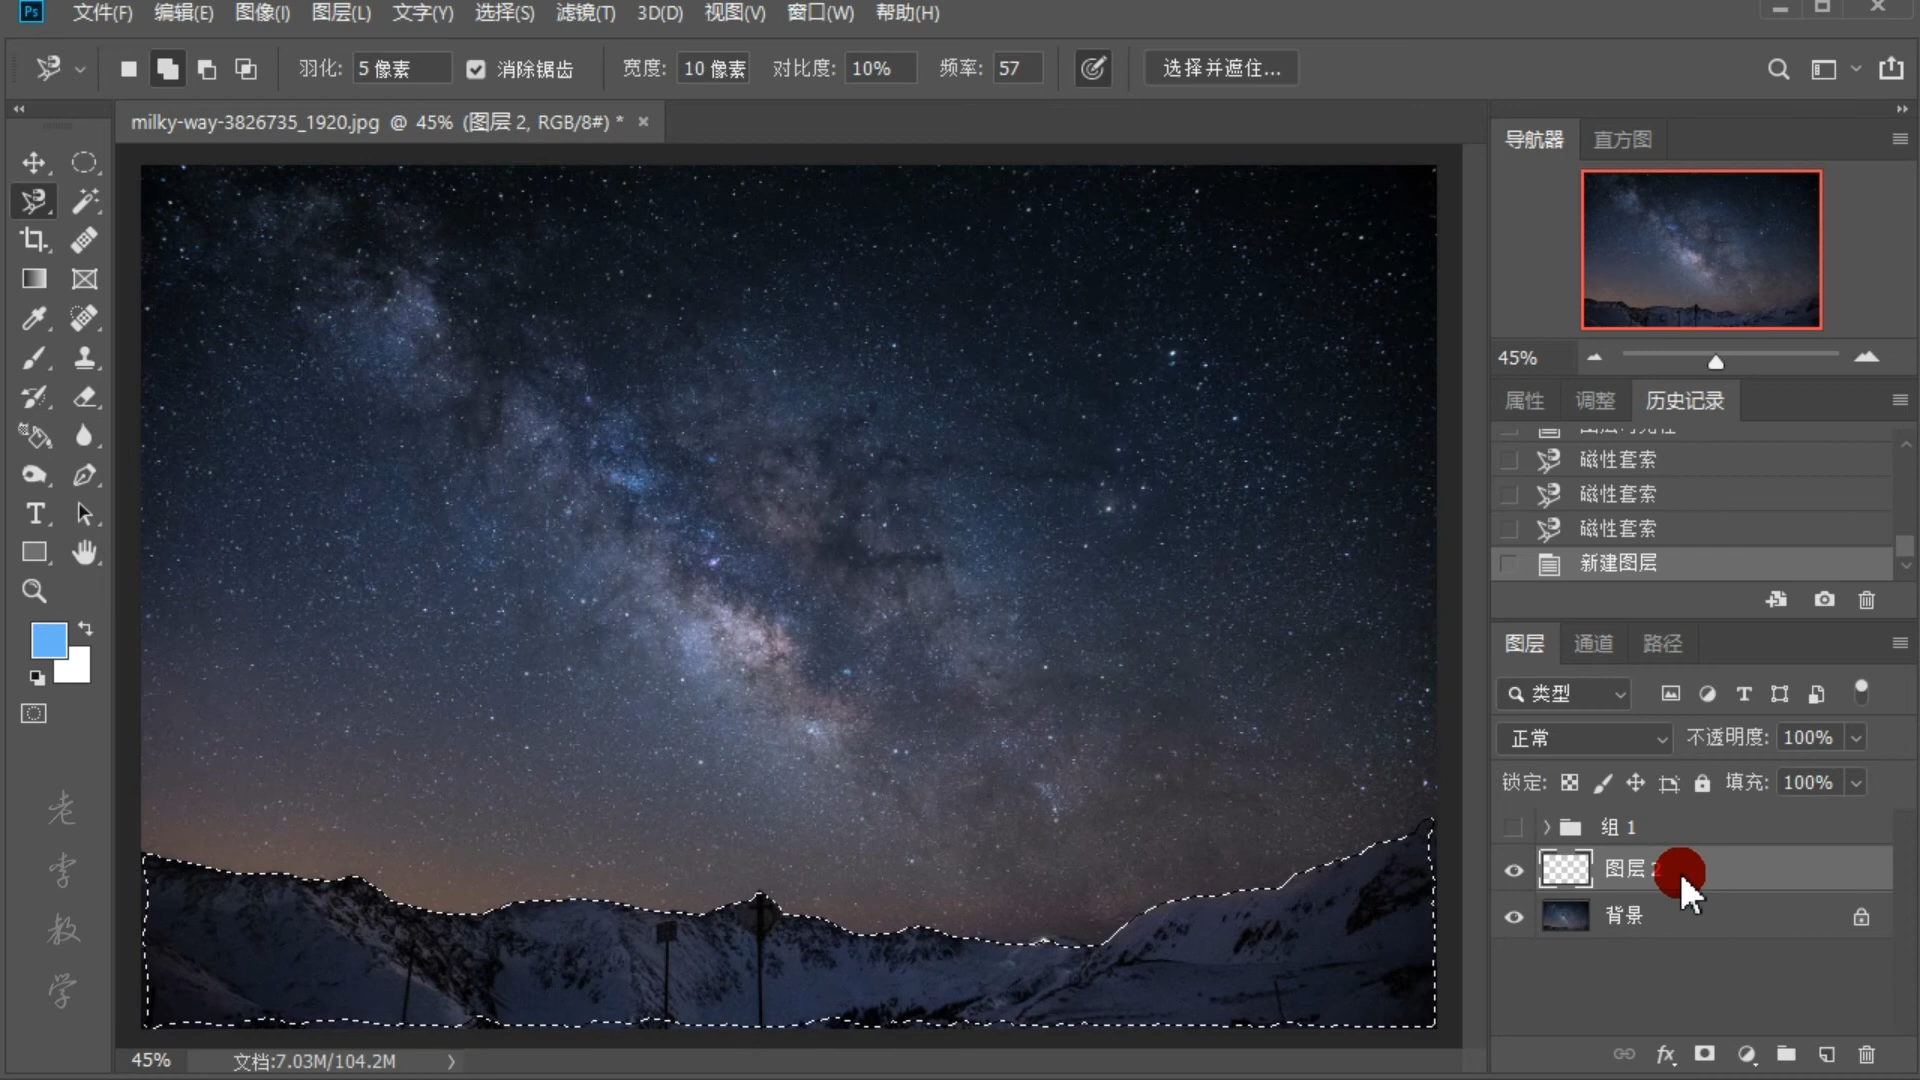 Ps 文件(F) 编辑(E) 图像(I) 图层(L) 文字(Y) 选择(S) 滤镜(T) 3D(D) 视图(V) 窗口(W) 帮助(H)
羽化: 5 像素 消除锯齿 宽度: 10 像素 对比度: 10% 频率: 57 选择并遮住...
milky-way-3826735_1920.jpg @ 45% (图层 2, RGB/8#) *
导航器 直方图
45%
属性 调整 历史记录
磁性套索
磁性套索
磁性套索
新建图层
图层 通道 路径
类型
正常 不透明度: 100%
锁定: 填充: 100%
组 1
图层 2
背景
老
李
教
学
45% 文档:7.03M/104.2M